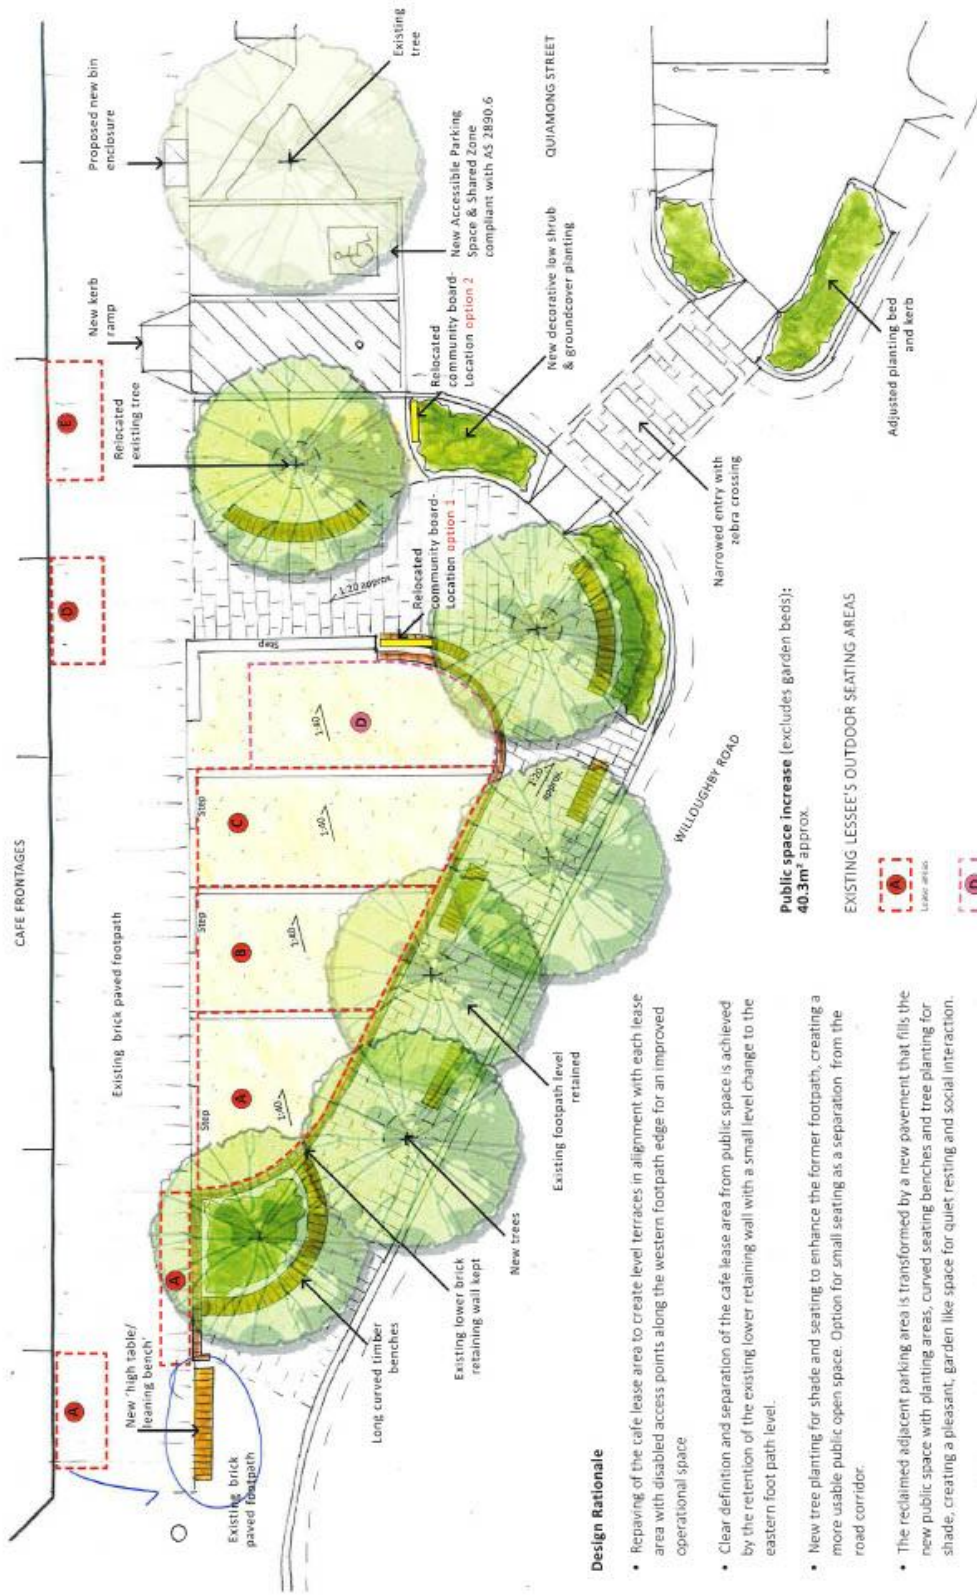 CAFE FRONTAGES
Existing brick paved footpath
A
New 'high table/
leaning bench'
Existing brick
paved footpath
A
Step
A
1:40
Step
B
1:40
Step
C
1:40
D
1:40
Step
D
E
Relocated
existing tree
New kerb
ramp
Proposed new bin
enclosure
Existing
tree
New Accessible Parking
Space & Shared Zone
compliant with AS 2890.6
Relocated
community board-
Location option 2
New decorative low shrub
& groundcover planting
QUIAMONG STREET
1:20 approx.
Relocated
community board-
Location option 1
Narrowed entry with
zebra crossing
Adjusted planting bed
and kerb
1:20
approx.
WILLOUGHBY ROAD
Long curved timber
benches
Existing lower brick
retaining wall kept
New trees
Existing footpath level
retained
Public space increase (excludes garden beds):
40.3m² approx.
EXISTING LESSEE'S OUTDOOR SEATING AREAS
A
Lease areas
D
Design Rationale
• Repaving of the cafe lease area to create level terraces in alignment with each lease
area with disabled access points along the western footpath edge for an improved
operational space
• Clear definition and separation of the cafe lease area from public space is achieved
by the retention of the existing lower retaining wall with a small level change to the
eastern foot path level.
• New tree planting for shade and seating to enhance the former footpath, creating a
more usable public open space. Option for small seating as a separation from the
road corridor.
• The reclaimed adjacent parking area is transformed by a new pavement that fills the
new public space with planting areas, curved seating benches and tree planting for
shade, creating a pleasant, garden like space for quiet resting and social interaction.